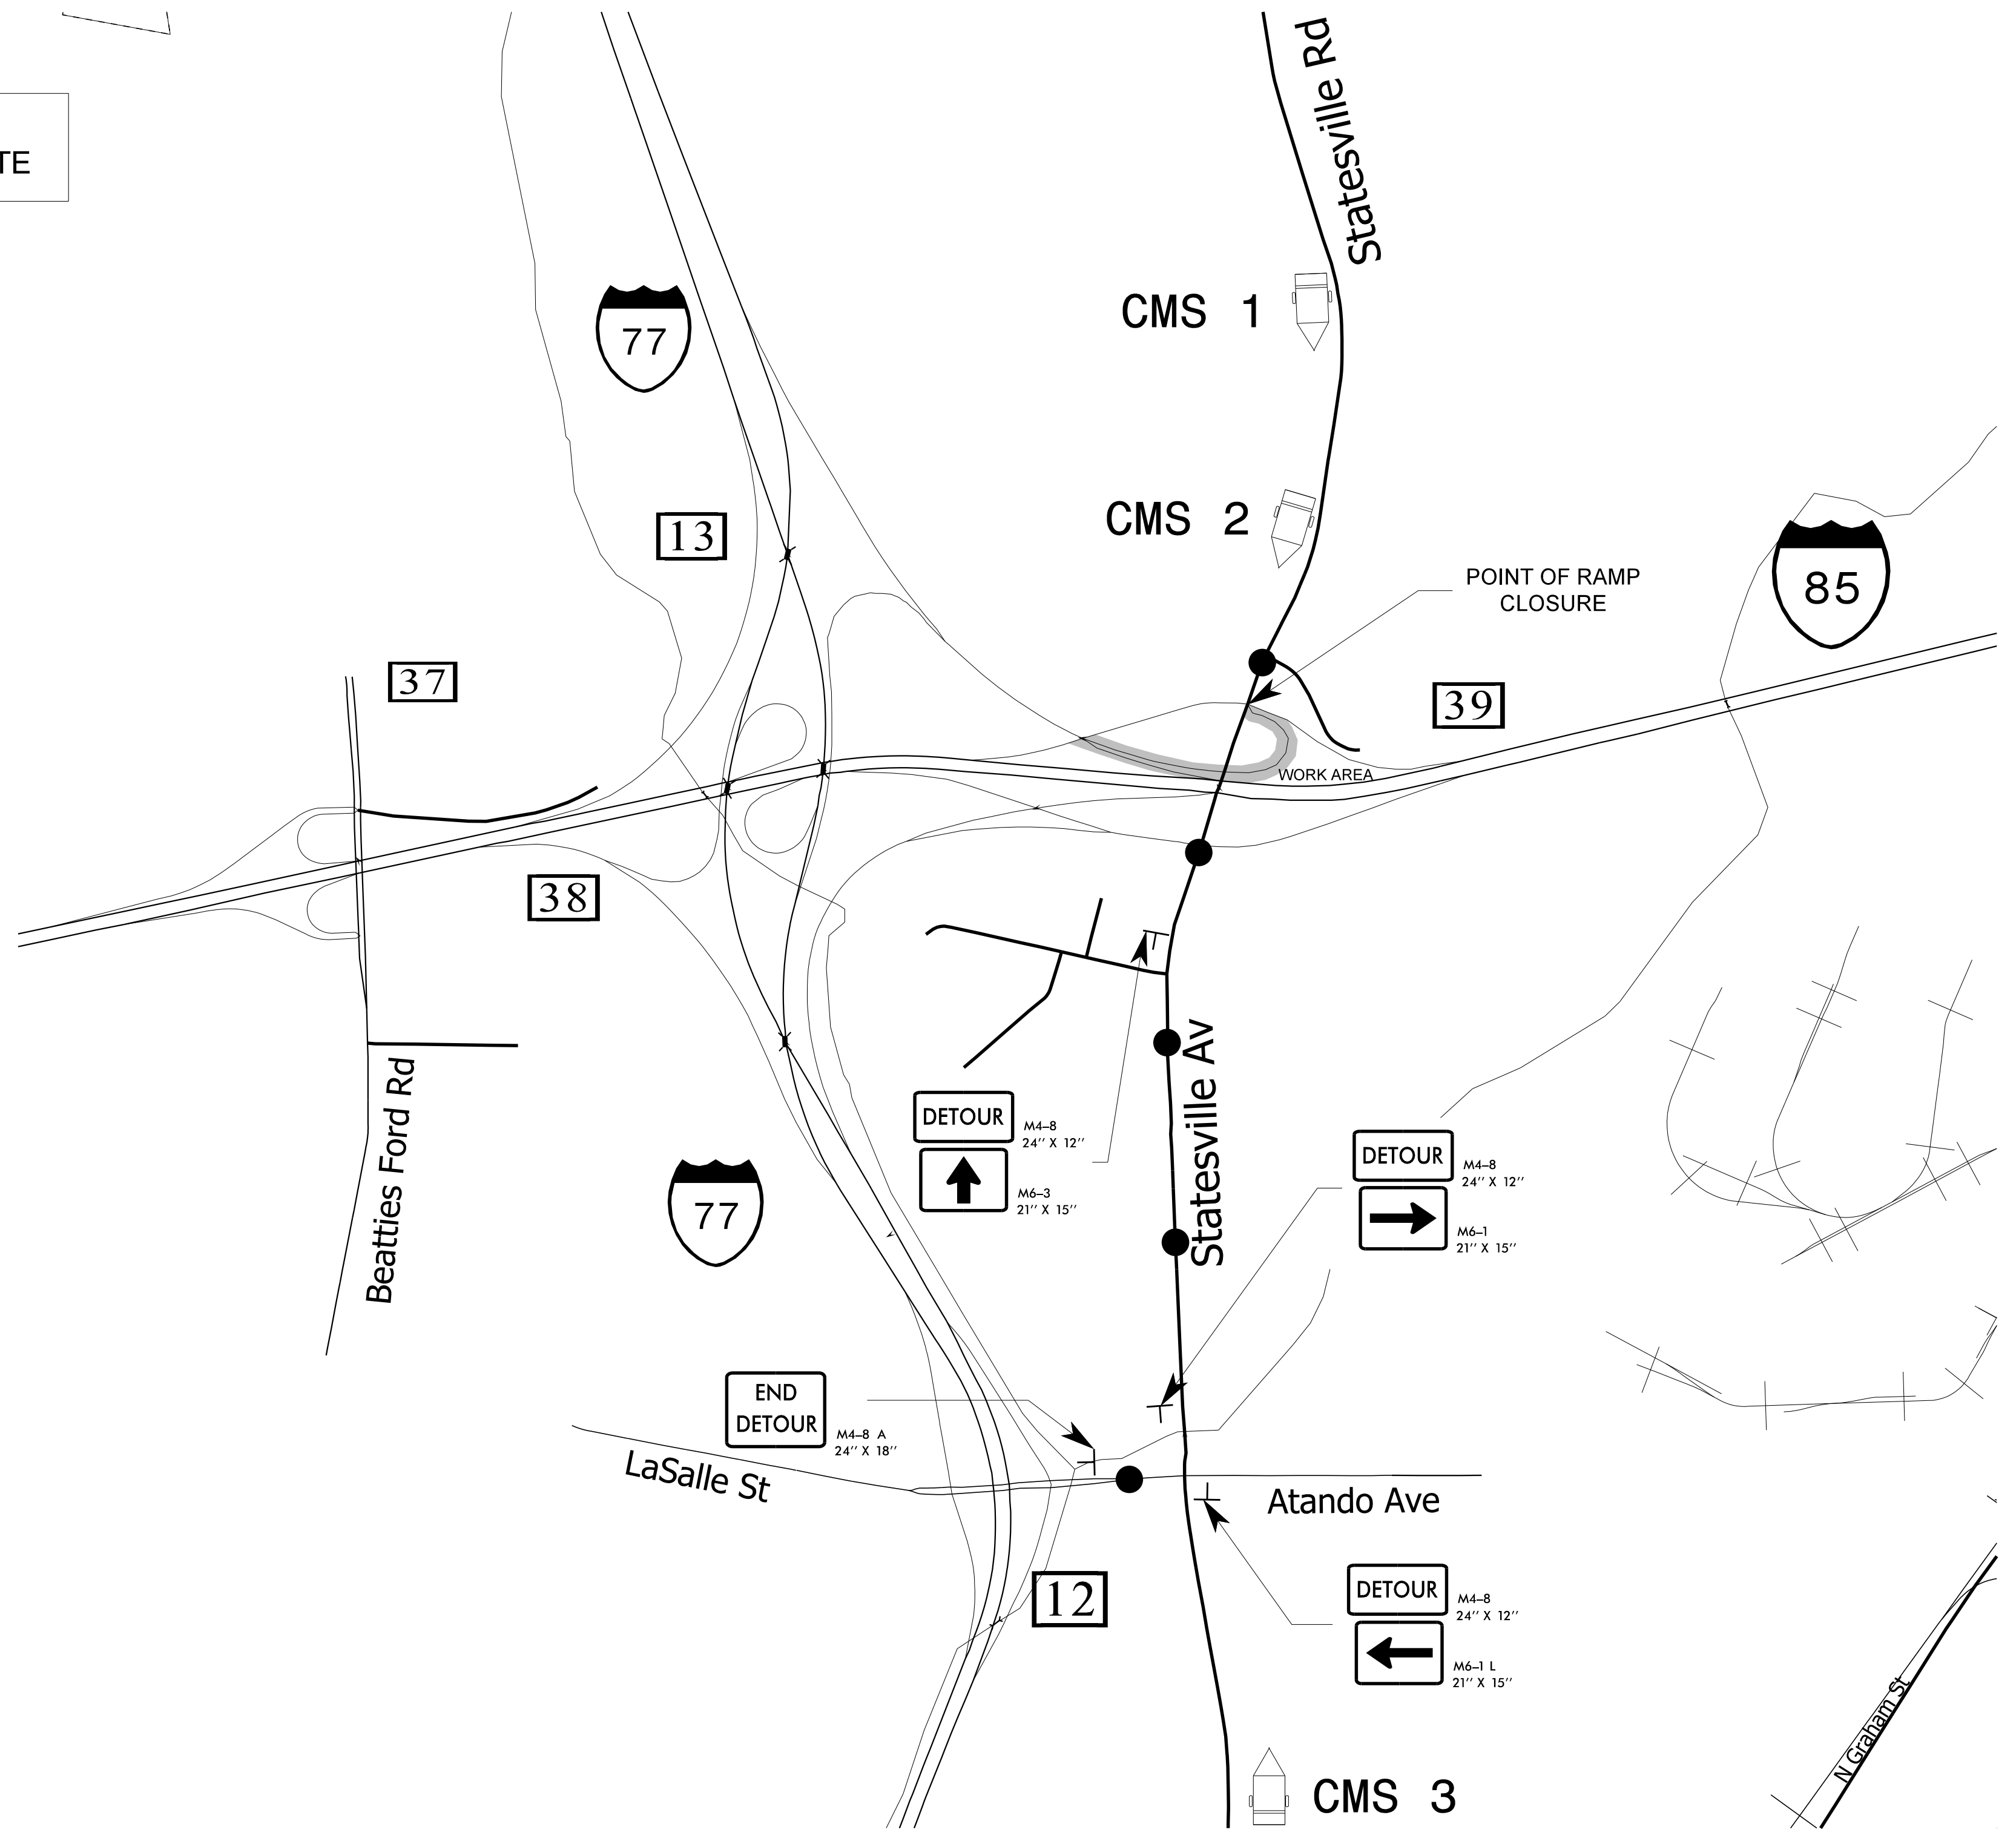 TE
Statesville Rd
77
CMS 1
13
CMS 2
POINT OF RAMP
CLOSURE
85
37
39
WORK AREA
38
Statesville Av
Beatties Ford Rd
DETOUR
M4–8
24'' X 12''
M6–3
21'' X 15''
77
DETOUR
M4–8
24'' X 12''
M6–1
21'' X 15''
END
DETOUR
M4–8 A
24'' X 18''
LaSalle St
Atando Ave
12
DETOUR
M4–8
24'' X 12''
M6–1 L
21'' X 15''
N Graham St
CMS 3